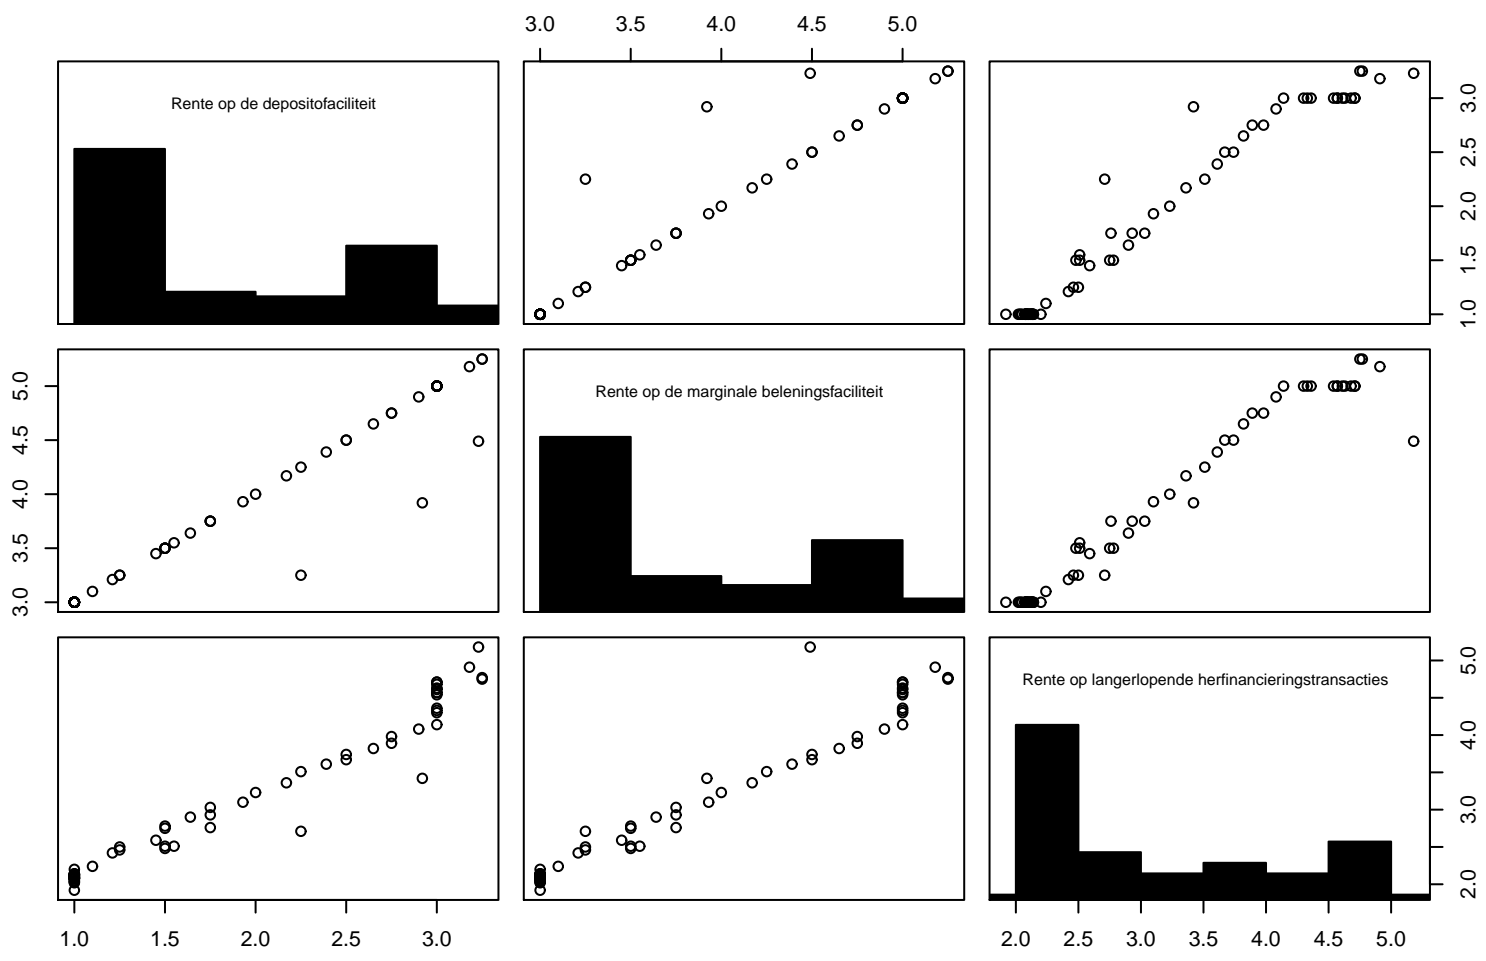 3.0 3.5 4.0 4.5 5.0
Rente op de depositofaciliteit
1.0 1.5 2.0 2.5 3.0
3.0 3.5 4.0 4.5 5.0
Rente op de marginale beleningsfaciliteit
Rente op langerlopende herfinancieringstransacties
2.0 3.0 4.0 5.0
1.0 1.5 2.0 2.5 3.0
2.0 2.5 3.0 3.5 4.0 4.5 5.0